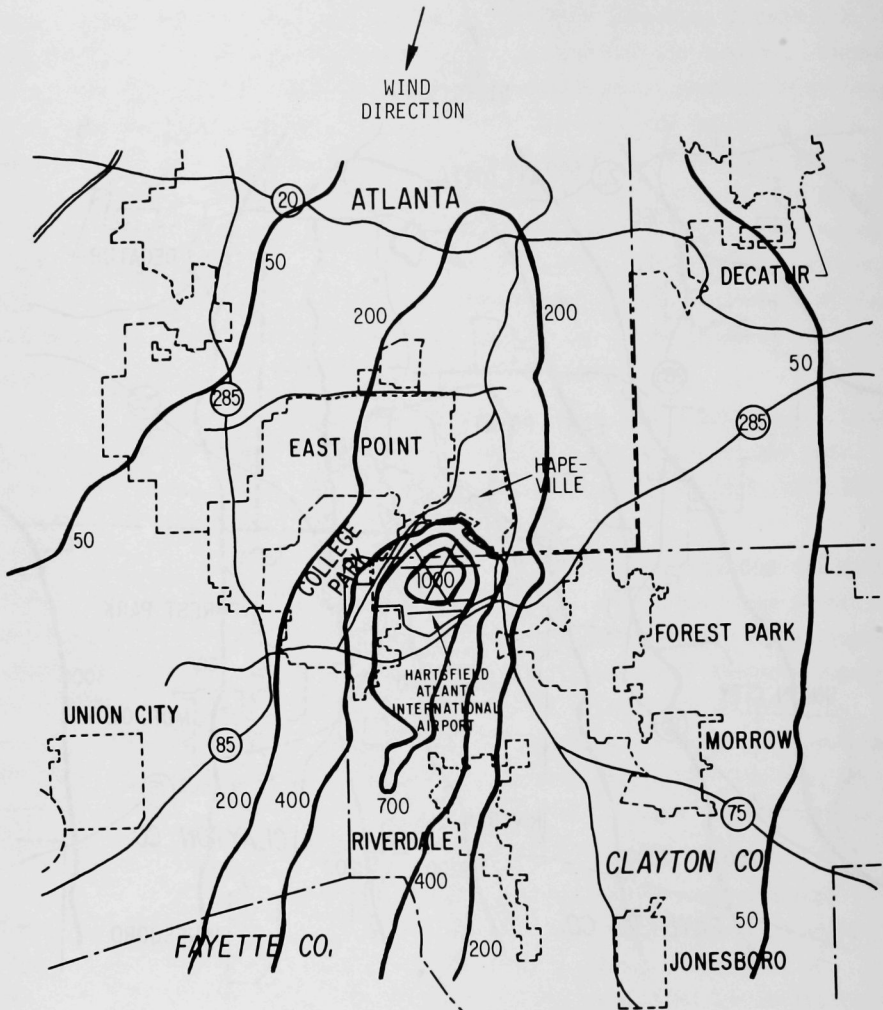 WIND
DIRECTION
20
ATLANTA
50
DECATUR
200
200
50
285
285
EAST POINT
HAPE-
VILLE
50
COLLEGE
PARK
1000
FOREST PARK
HARTSFIELD
ATLANTA
INTERNATIONAL
AIRPORT
UNION CITY
85
MORROW
200
400
700
75
RIVERDALE
CLAYTON CO
400
50
FAYETTE CO.
200
JONESBORO